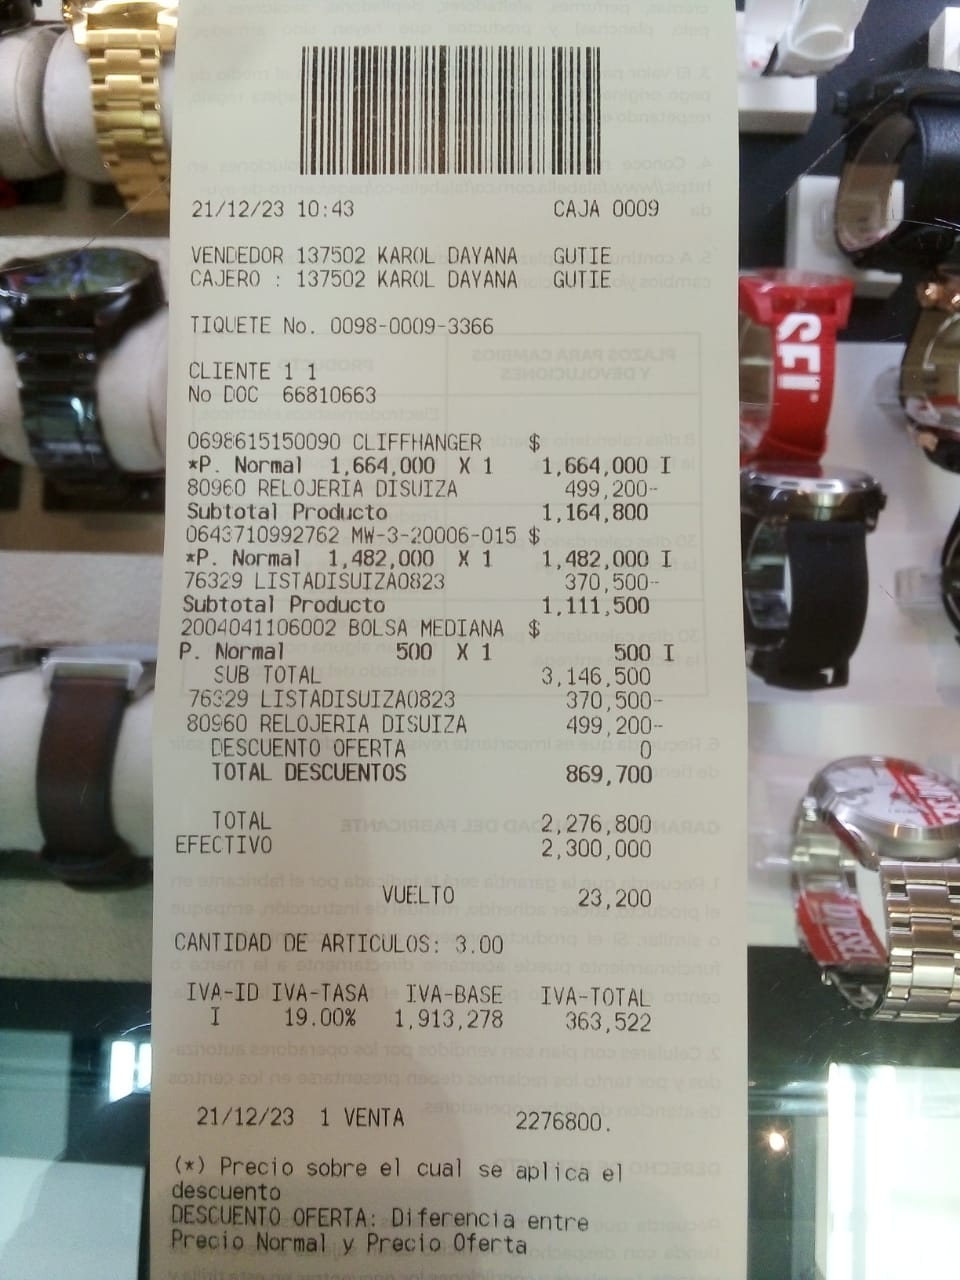 21/12/23 10:43 CAJA 0009
VENDEDOR 137502 KAROL DAYANA GUTIE
CAJERO : 137502 KAROL DAYANA GUTIE
TIQUETE No. 0098-0009-3366
CLIENTE 1 1
No DOC 66810663
0698615150090 CLIFFHANGER $
*P. Normal 1,664,000 X 1 1,664,000 I
80960 RELOJERIA DISUIZA 499,200-
Subtotal Producto 1,164,800
0643710992762 MW-3-20006-015 $
*P. Normal 1,482,000 X 1 1,482,000 I
76329 LISTADISUIZA0823 370,500-
Subtotal Producto 1,111,500
2004041106002 BOLSA MEDIANA $
P. Normal 500 X 1 500 I
SUB TOTAL 3,146,500
76329 LISTADISUIZA0823 370,500-
80960 RELOJERIA DISUIZA 499,200-
DESCUENTO OFERTA 0
TOTAL DESCUENTOS 869,700
TOTAL 2,276,800
EFECTIVO 2,300,000
VUELTO 23,200
CANTIDAD DE ARTICULOS: 3.00
IVA-ID IVA-TASA IVA-BASE IVA-TOTAL
I 19.00% 1,913,278 363,522
21/12/23 1 VENTA 2276800.
(*) Precio sobre el cual se aplica el
descuento
DESCUENTO OFERTA: Diferencia entre
Precio Normal y Precio Oferta
DIESEL